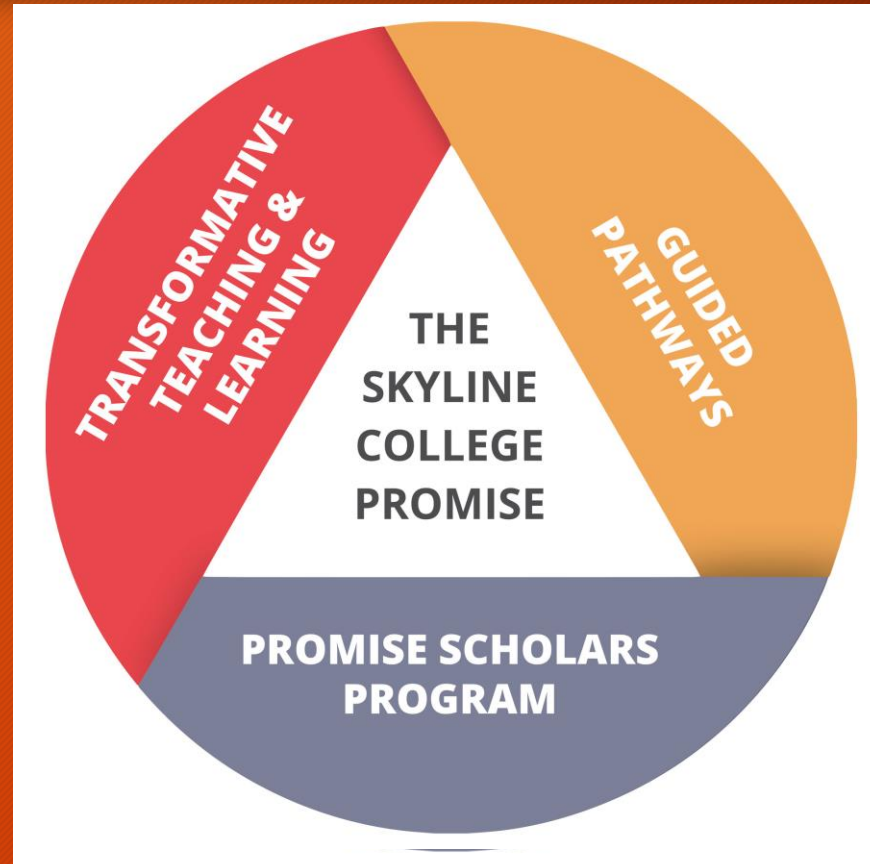 TRANSFORMATIVE
TEACHING &
LEARNING
GUIDED
PATHWAYS
THE
SKYLINE
COLLEGE
PROMISE
PROMISE SCHOLARS
PROGRAM